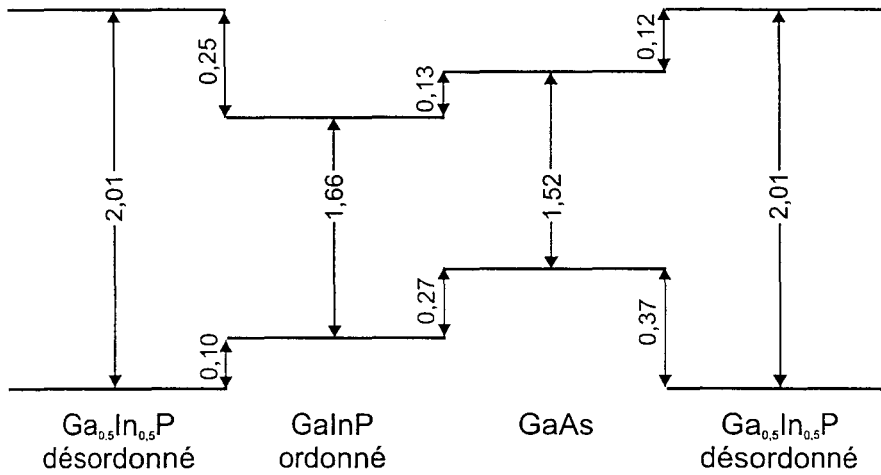 0,25
0,12
0,13
2,01
1,66
1,52
2,01
0,27
0,37
0,10
Ga0,5In0,5P
désordonné
GaInP
ordonné
GaAs
Ga0,5In0,5P
désordonné